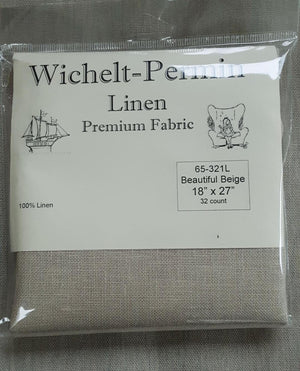 Wichelt-Permin
Linen
Premium Fabric
65-321L
Beautiful Beige
18" x 27"
32 count
100% Linen